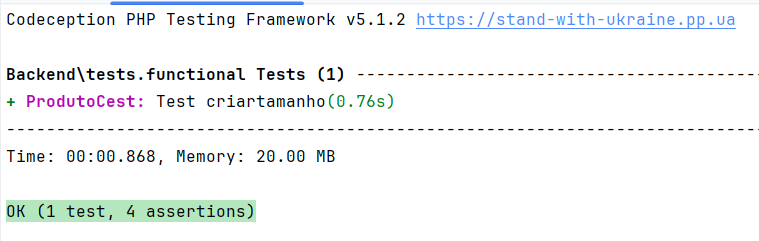 Codeception PHP Testing Framework v5.1.2 https://stand-with-ukraine.pp.ua
Backend\tests.functional Tests (1) -----------------------------------------
+ ProdutoCest: Test criartamanho(0.76s)
----------------------------------------------------------------------------
Time: 00:00.868, Memory: 20.00 MB
OK (1 test, 4 assertions)